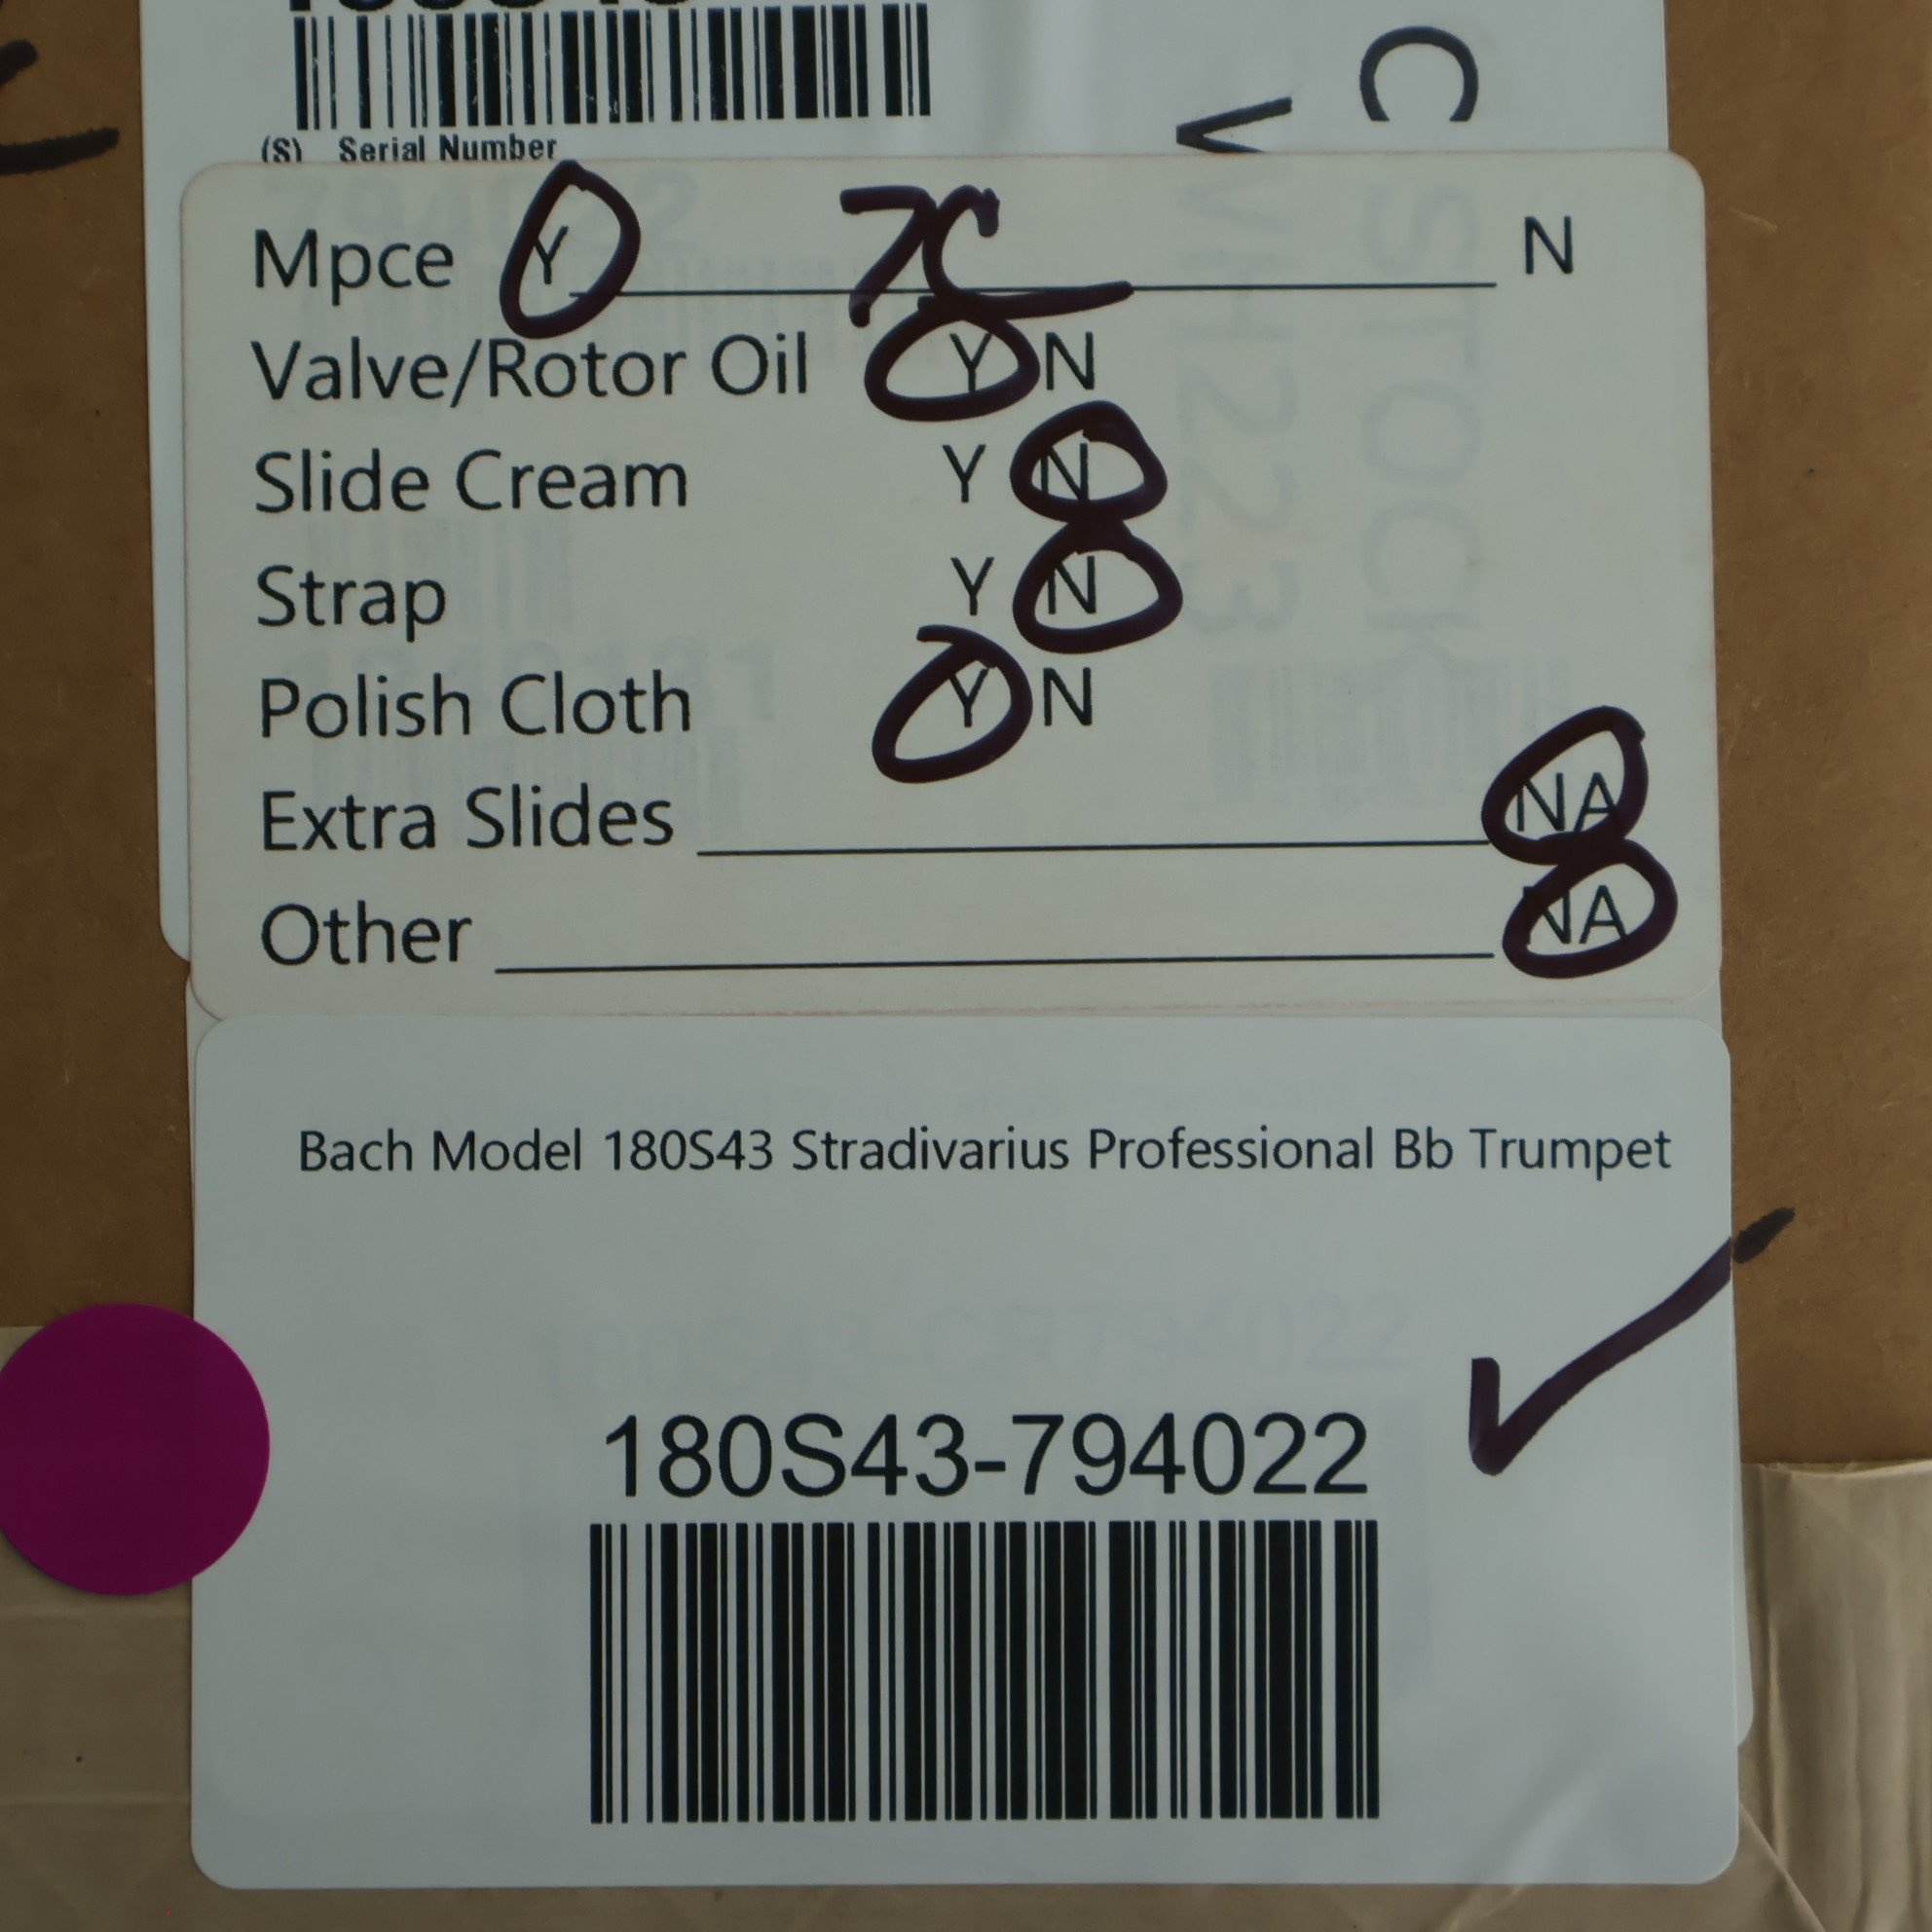 (S) Serial Number
C
V
Mpce Y 7C N
Valve/Rotor Oil Y N
Slide Cream Y N
Strap Y N
Polish Cloth Y N
Extra Slides NA
Other NA
Bach Model 180S43 Stradivarius Professional Bb Trumpet
180S43-794022